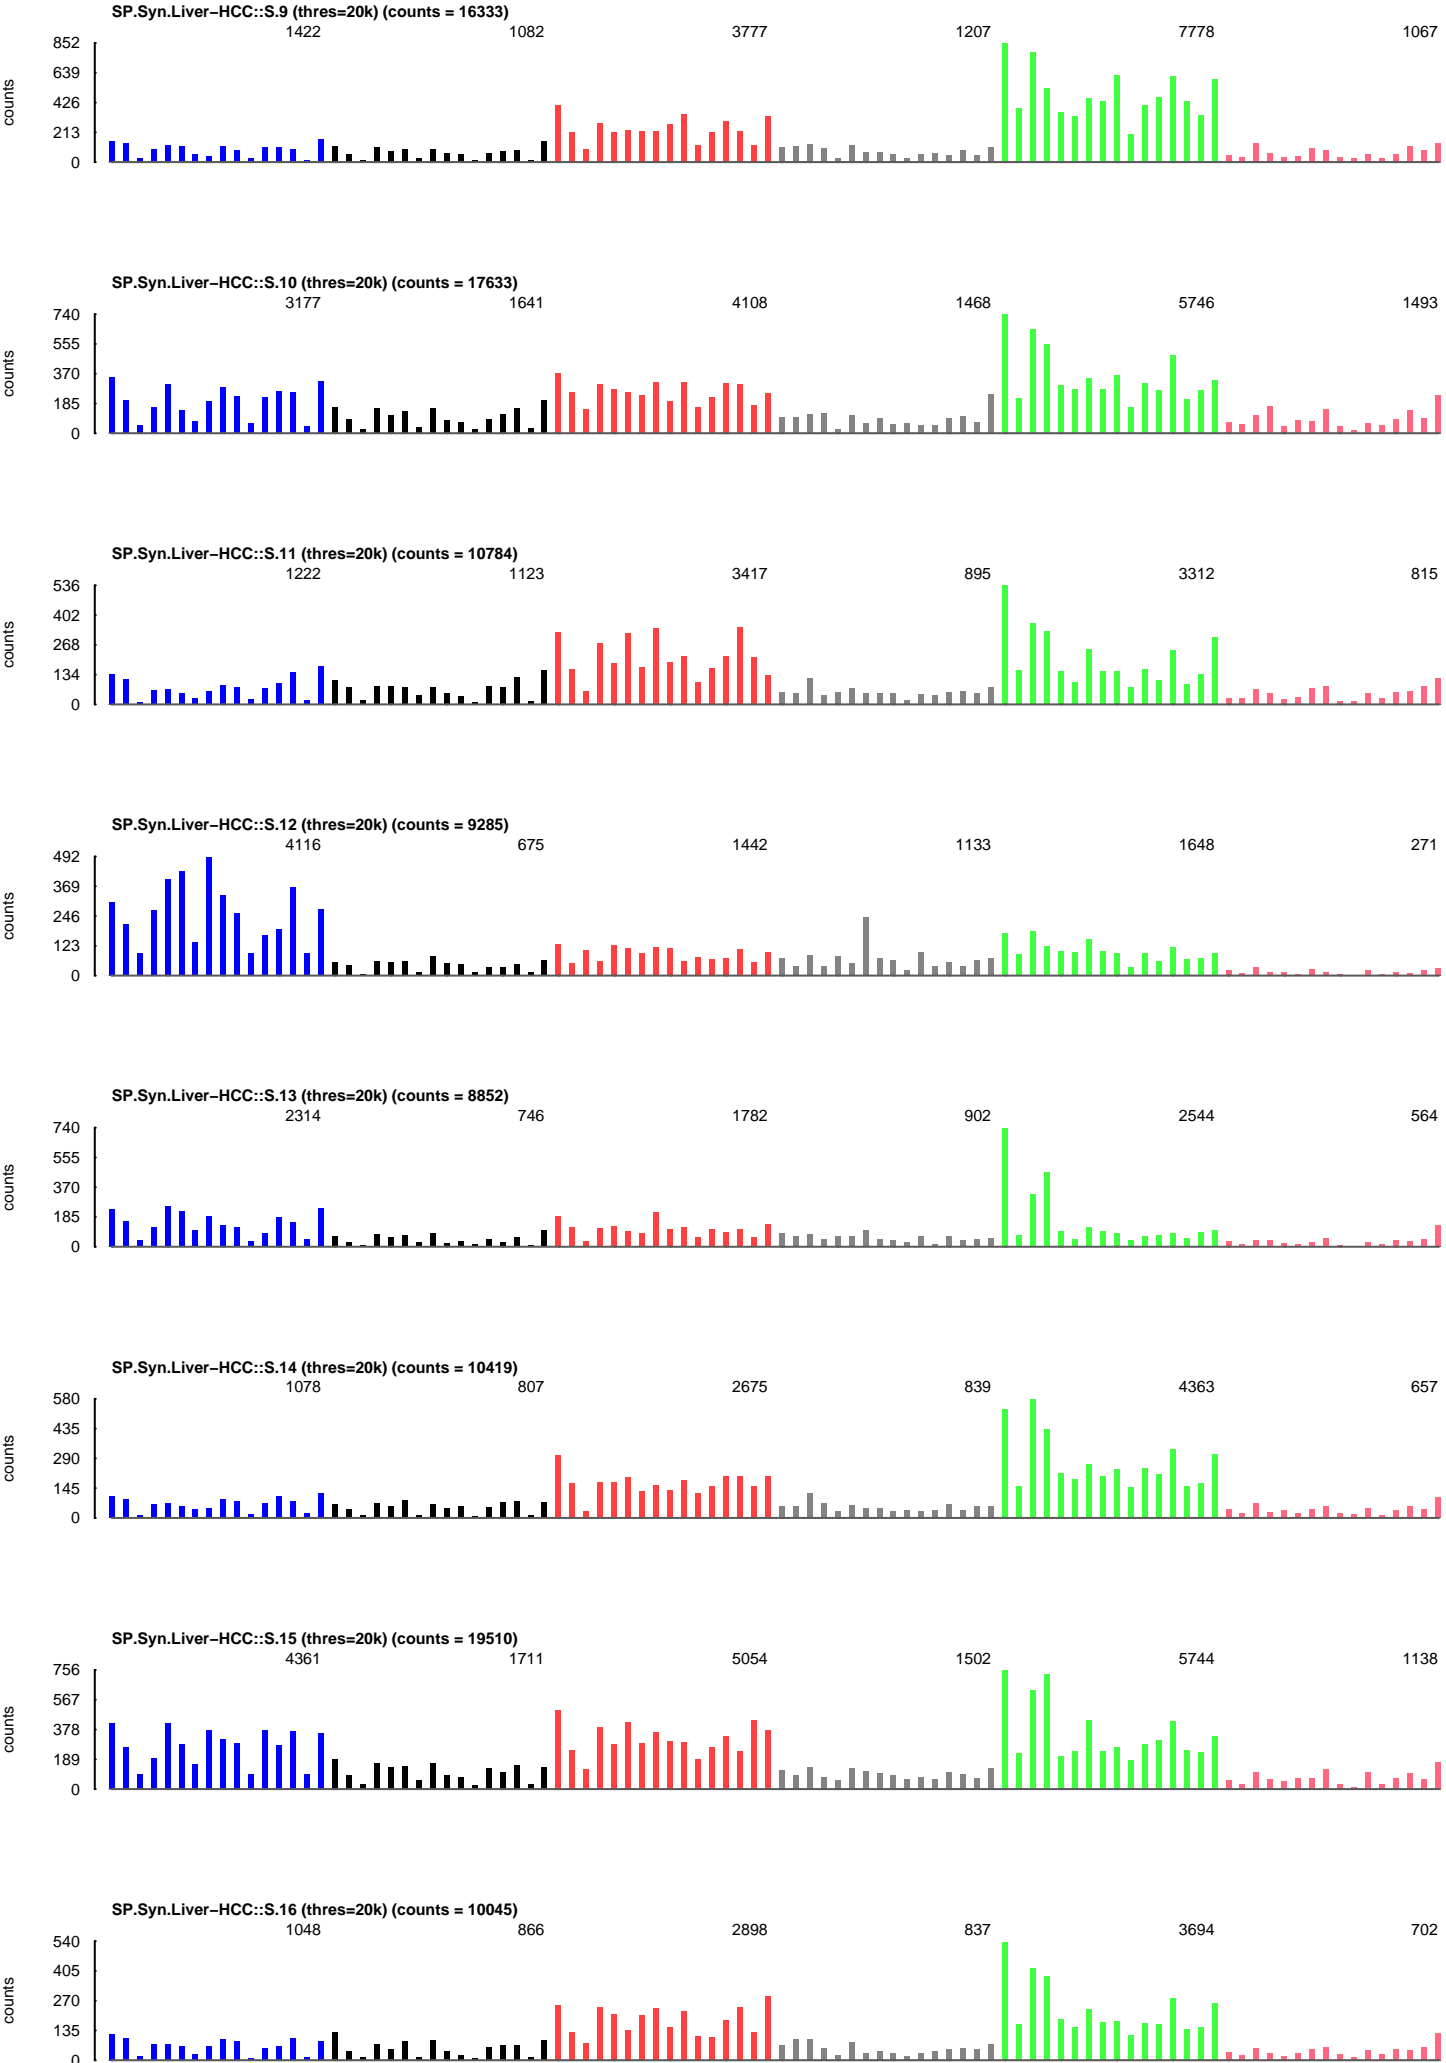 SP.Syn.Liver−HCC::S.9 (thres=20k) (counts = 16333)
1422 1082 3777 1207 7778 1067
852
639
426
213
0
counts
SP.Syn.Liver−HCC::S.10 (thres=20k) (counts = 17633)
3177 1641 4108 1468 5746 1493
740
555
370
185
0
counts
SP.Syn.Liver−HCC::S.11 (thres=20k) (counts = 10784)
1222 1123 3417 895 3312 815
536
402
268
134
0
counts
SP.Syn.Liver−HCC::S.12 (thres=20k) (counts = 9285)
4116 675 1442 1133 1648 271
492
369
246
123
0
counts
SP.Syn.Liver−HCC::S.13 (thres=20k) (counts = 8852)
2314 746 1782 902 2544 564
740
555
370
185
0
counts
SP.Syn.Liver−HCC::S.14 (thres=20k) (counts = 10419)
1078 807 2675 839 4363 657
580
435
290
145
0
counts
SP.Syn.Liver−HCC::S.15 (thres=20k) (counts = 19510)
4361 1711 5054 1502 5744 1138
756
567
378
189
0
counts
SP.Syn.Liver−HCC::S.16 (thres=20k) (counts = 10045)
1048 866 2898 837 3694 702
540
405
270
135
0
counts